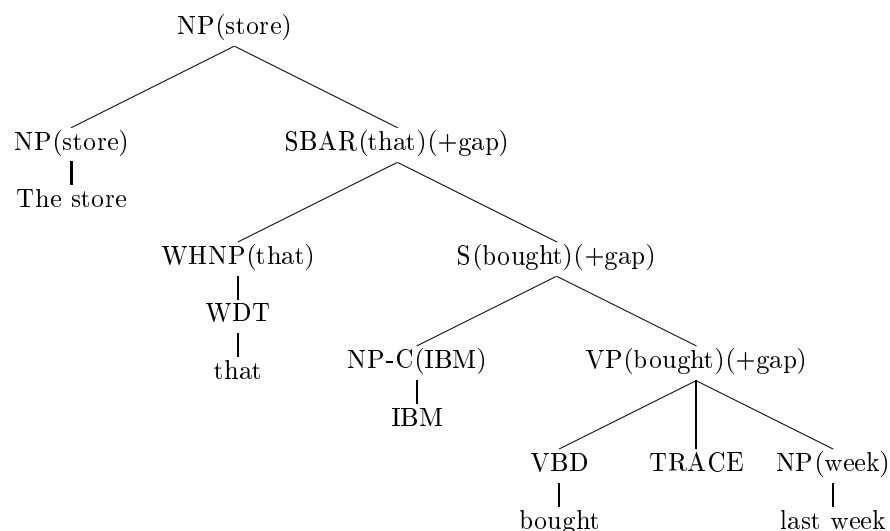 NP(store)
NP(store) SBAR(that)(+gap)
The store
WHNP(that) S(bought)(+gap)
WDT
that NP-C(IBM) VP(bought)(+gap)
IBM
VBD TRACE NP(week)
bought last week